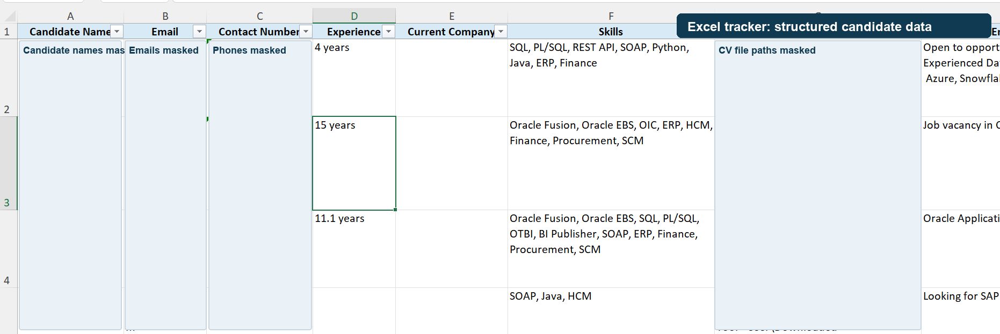 A B C D E F
Excel tracker: structured candidate data
1 Candidate Name Email Contact Number Experience Current Company Skills
Candidate names mas Emails masked Phones masked 4 years SQL, PL/SQL, REST API, SOAP, Python, CV file paths masked Open to opport
Java, ERP, Finance Experienced Da
Azure, Snowfla
2
15 years Oracle Fusion, Oracle EBS, OIC, ERP, HCM, Job vacancy in
Finance, Procurement, SCM
3
11.1 years Oracle Fusion, Oracle EBS, SQL, PL/SQL, Oracle Applicati
OTBI, BI Publisher, SOAP, ERP, Finance,
Procurement, SCM
4
SOAP, Java, HCM Looking for SAP